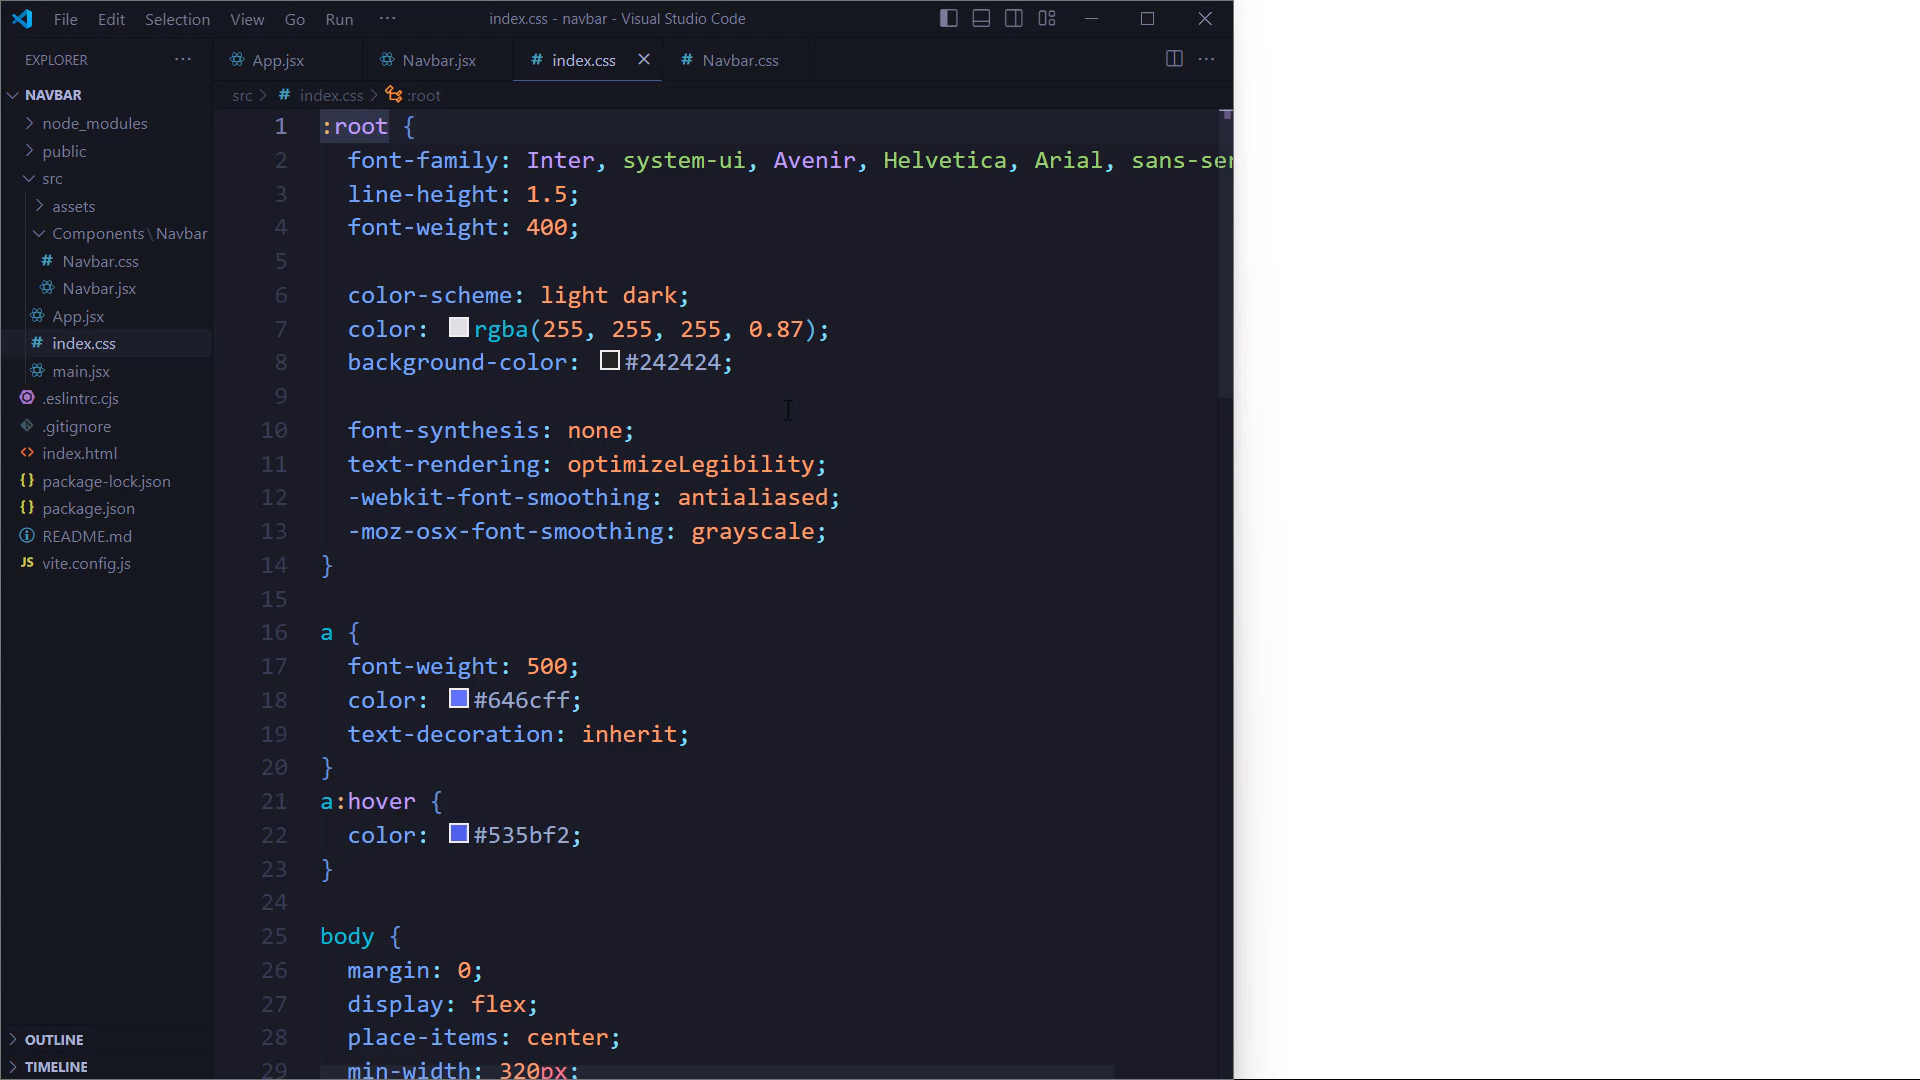 File Edit Selection View Go Run ··· index.css - navbar - Visual Studio Code
EXPLORER ···
App.jsx Navbar.jsx # index.css # Navbar.css
src > # index.css > :root
NAVBAR
node_modules
public
src
assets
Components\Navbar
# Navbar.css
Navbar.jsx
App.jsx
# index.css
main.jsx
.eslintrc.cjs
.gitignore
<> index.html
{} package-lock.json
{} package.json
README.md
JS vite.config.js
OUTLINE
TIMELINE
1 :root {
2 font-family: Inter, system-ui, Avenir, Helvetica, Arial, sans-ser
3 line-height: 1.5;
4 font-weight: 400;
5
6 color-scheme: light dark;
7 color: rgba(255, 255, 255, 0.87);
8 background-color: #242424;
9
10 font-synthesis: none;
11 text-rendering: optimizeLegibility;
12 -webkit-font-smoothing: antialiased;
13 -moz-osx-font-smoothing: grayscale;
14 }
15
16 a {
17 font-weight: 500;
18 color: #646cff;
19 text-decoration: inherit;
20 }
21 a:hover {
22 color: #535bf2;
23 }
24
25 body {
26 margin: 0;
27 display: flex;
28 place-items: center;
29 min-width: 320px;